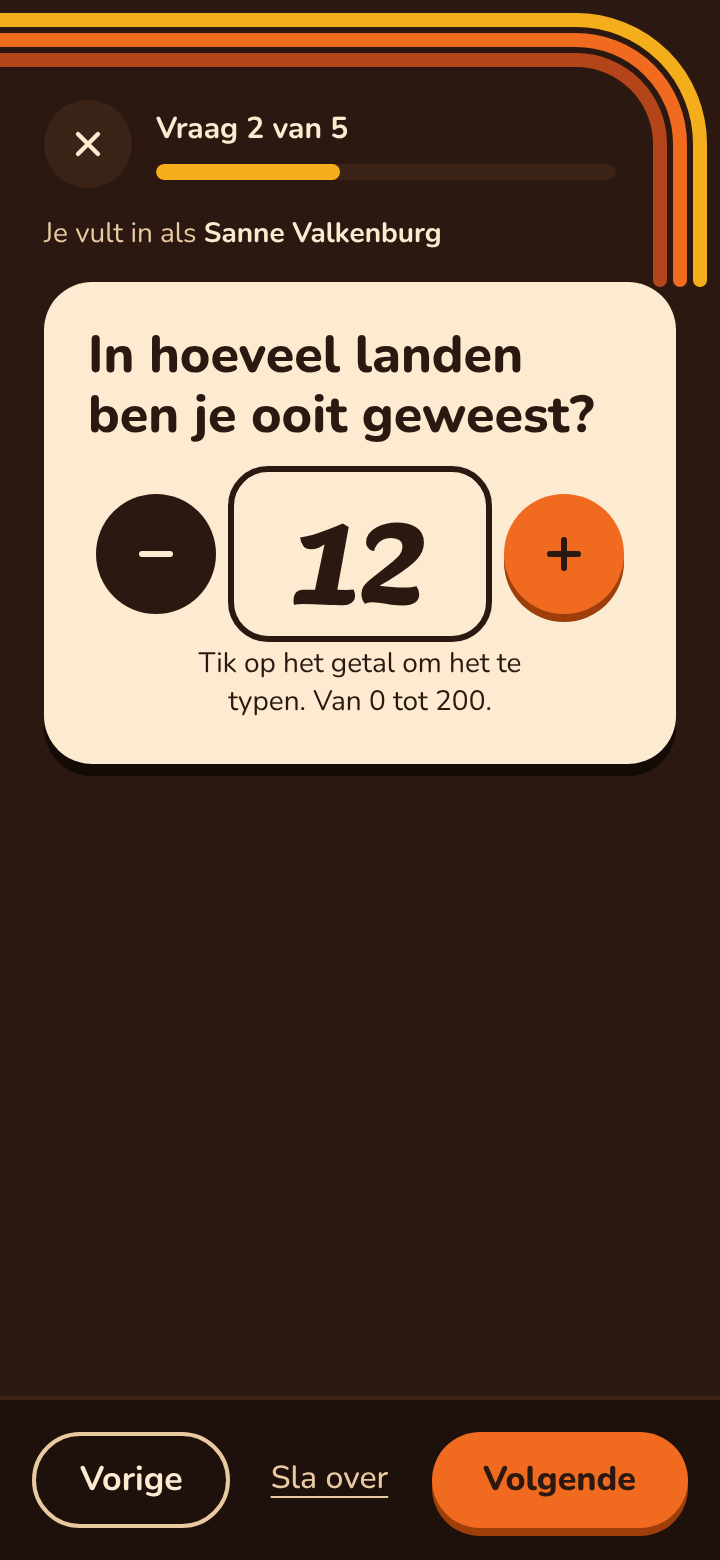 Vraag 2 van 5
Je vult in als Sanne Valkenburg
In hoeveel landen
ben je ooit geweest?
12
Tik op het getal om het te
typen. Van 0 tot 200.
Vorige
Sla over
Volgende